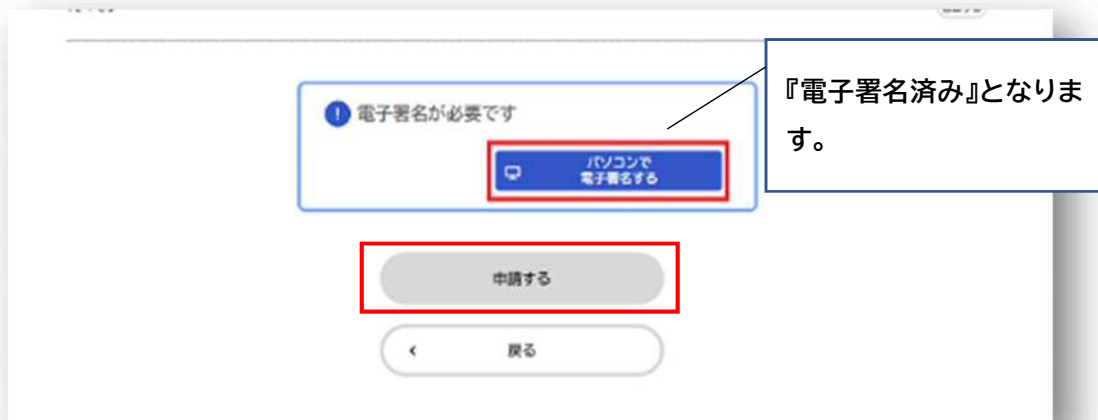 『電子署名済み』となりま
す。
電子署名が必要です
パソコンで
電子署名する
申請する
戻る